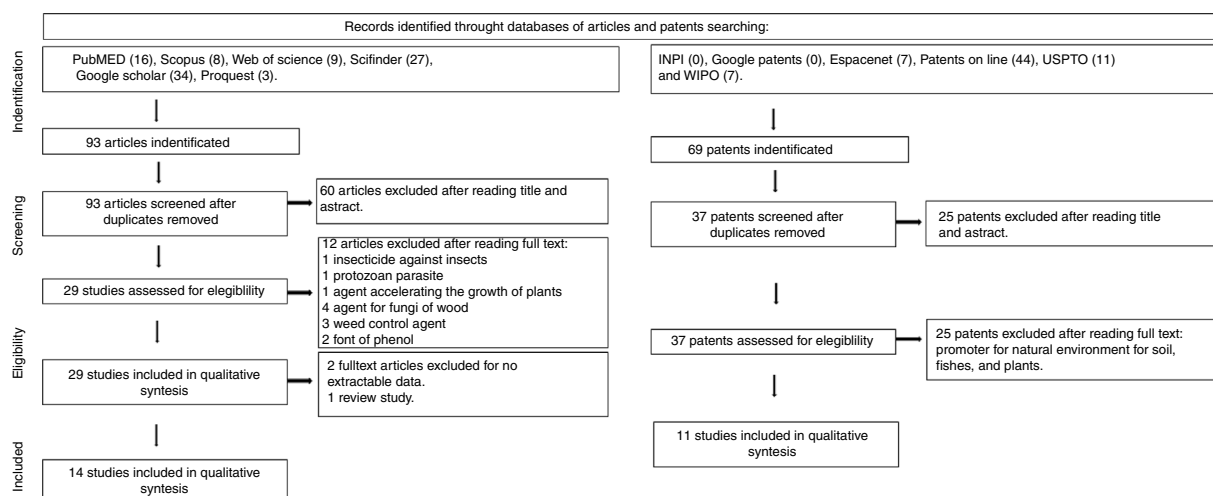 Records identified throught databases of articles and patents searching:
Indentification
PubMED (16), Scopus (8), Web of science (9), Scifinder (27),
Google scholar (34), Proquest (3).
93 articles indentificated
Screening
93 articles screened after
duplicates removed
60 articles excluded after reading title and
astract.
Eligibility
29 studies assessed for elegiblility
12 articles excluded after reading full text:
1 insecticide against insects
1 protozoan parasite
1 agent accelerating the growth of plants
4 agent for fungi of wood
3 weed control agent
2 font of phenol
29 studies included in qualitative
syntesis
2 fulltext articles excluded for no
extractable data.
1 review study.
Included
14 studies included in qualitative
syntesis
INPI (0), Google patents (0), Espacenet (7), Patents on line (44), USPTO (11)
and WIPO (7).
69 patents indentificated
37 patents screened after
duplicates removed
25 patents excluded after reading title
and astract.
37 patents assessed for elegiblility
25 patents excluded after reading full text:
promoter for natural environment for soil,
fishes, and plants.
11 studies included in qualitative
syntesis